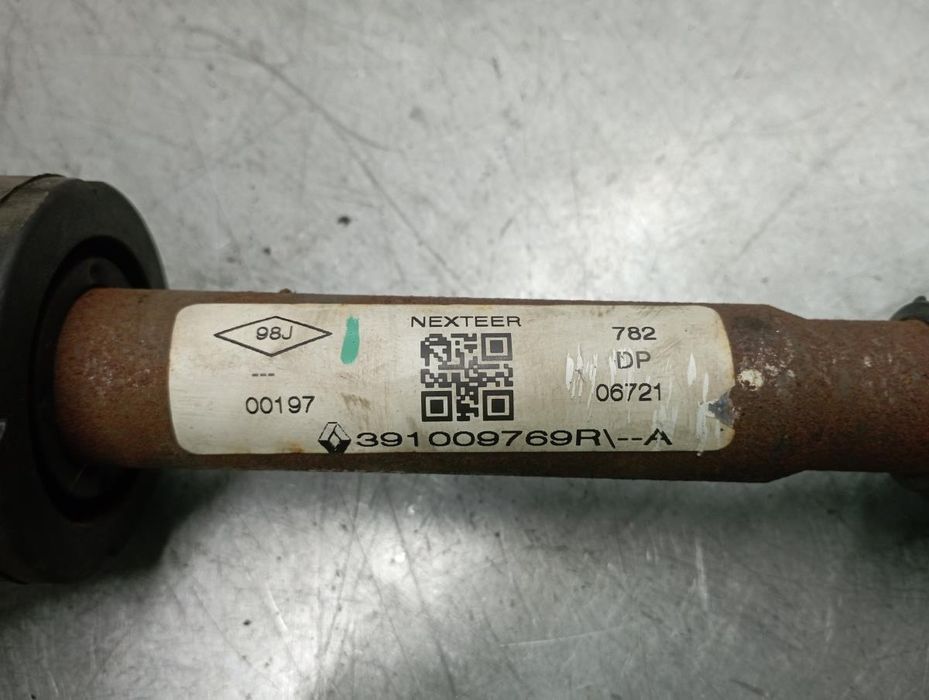 98J
---
00197
NEXTEER
782
DP
06721
391009769R\--A